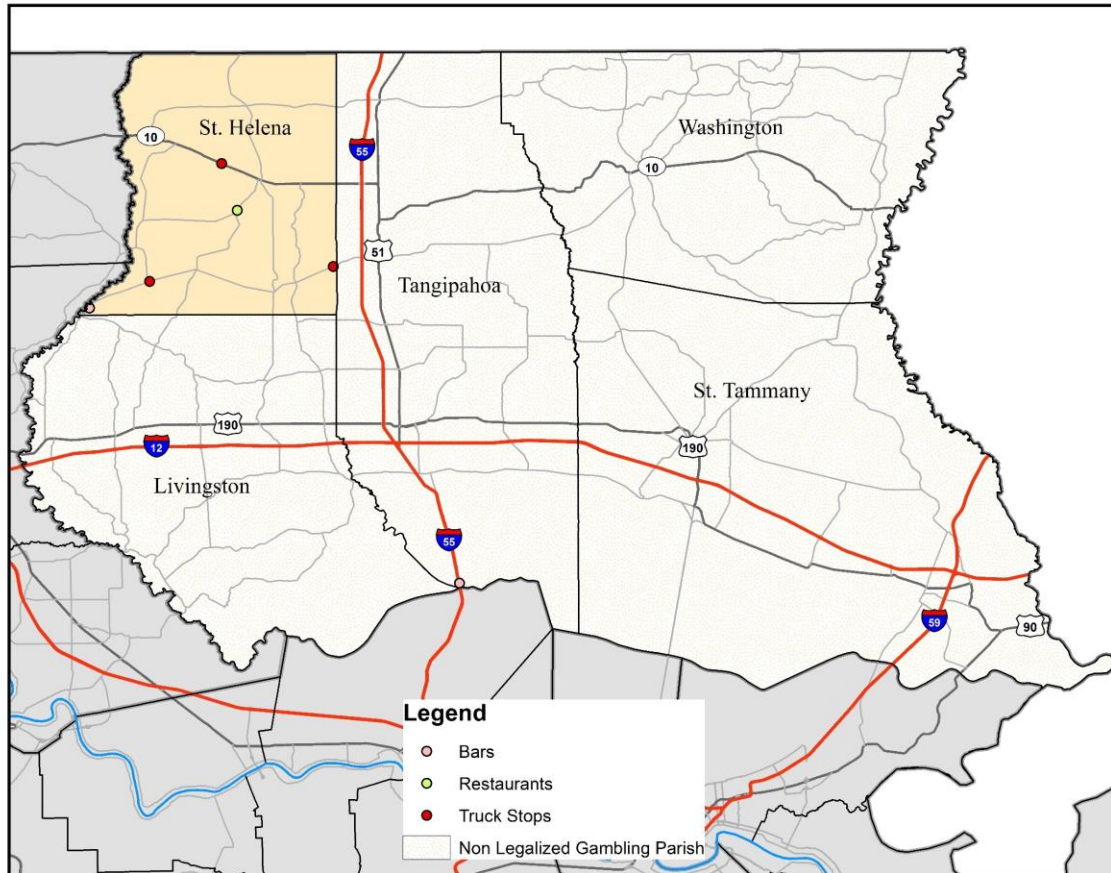 St. Helena
10
55
Washington
10
51
Tangipahoa
St. Tammany
190
190
12
Livingston
55
59
90
Legend
Bars
Restaurants
Truck Stops
Non Legalized Gambling Parish